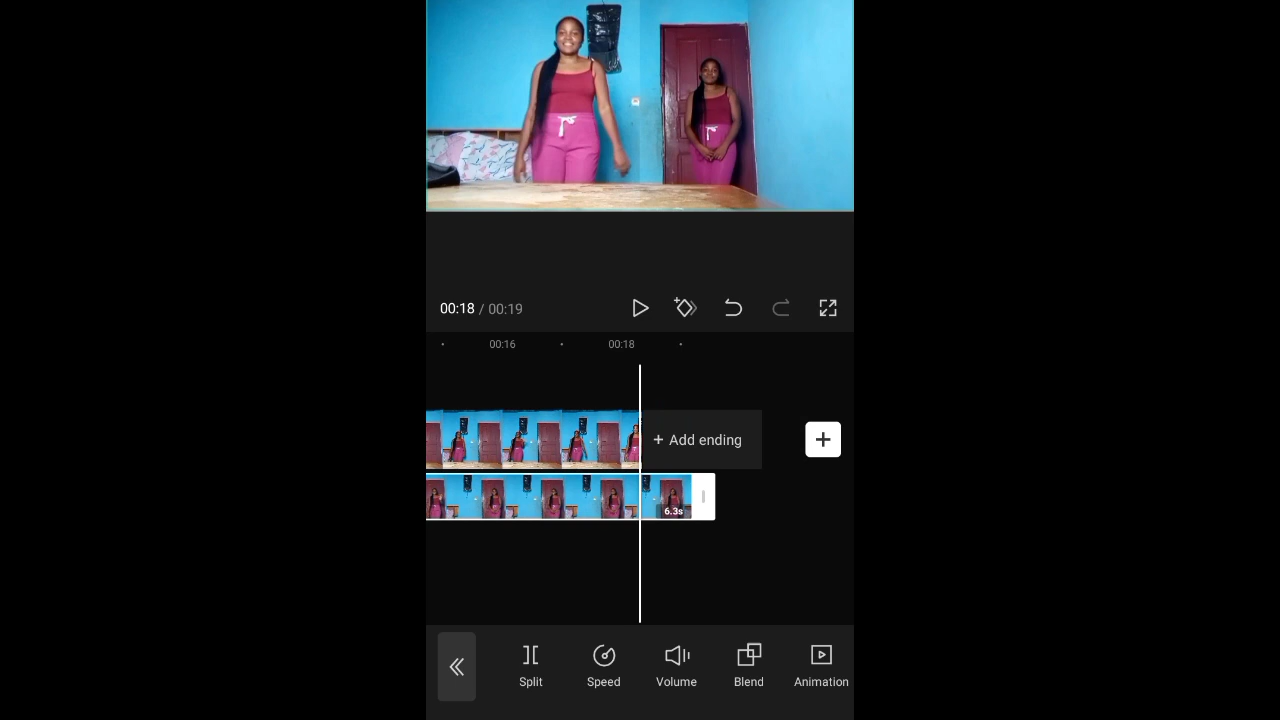 00:18 / 00:19
00:16 00:18
+ Add ending
6.3s
Split Speed Volume Blend Animation